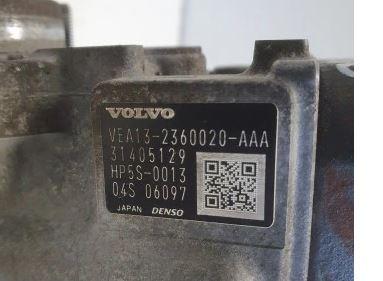 VOLVO
VEA13-2360020-AAA
31405129
HP5S-0013
04S 06097
JAPAN DENSO